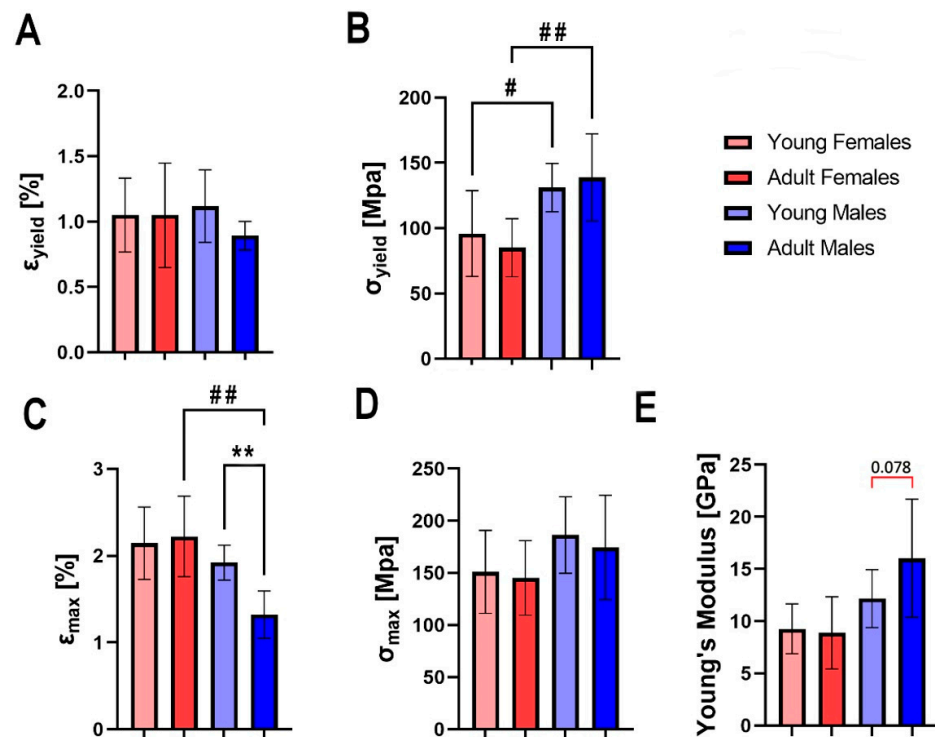 A
εyield [%]
2.0
1.5
1.0
0.5
0.0
B
##
#
σyield [Mpa]
200
150
100
50
0
Young Females
Adult Females
Young Males
Adult Males
C
##
**
εmax [%]
3
2
1
0
D
σmax [Mpa]
250
200
150
100
50
0
E
0.078
Young's Modulus [GPa]
25
20
15
10
5
0